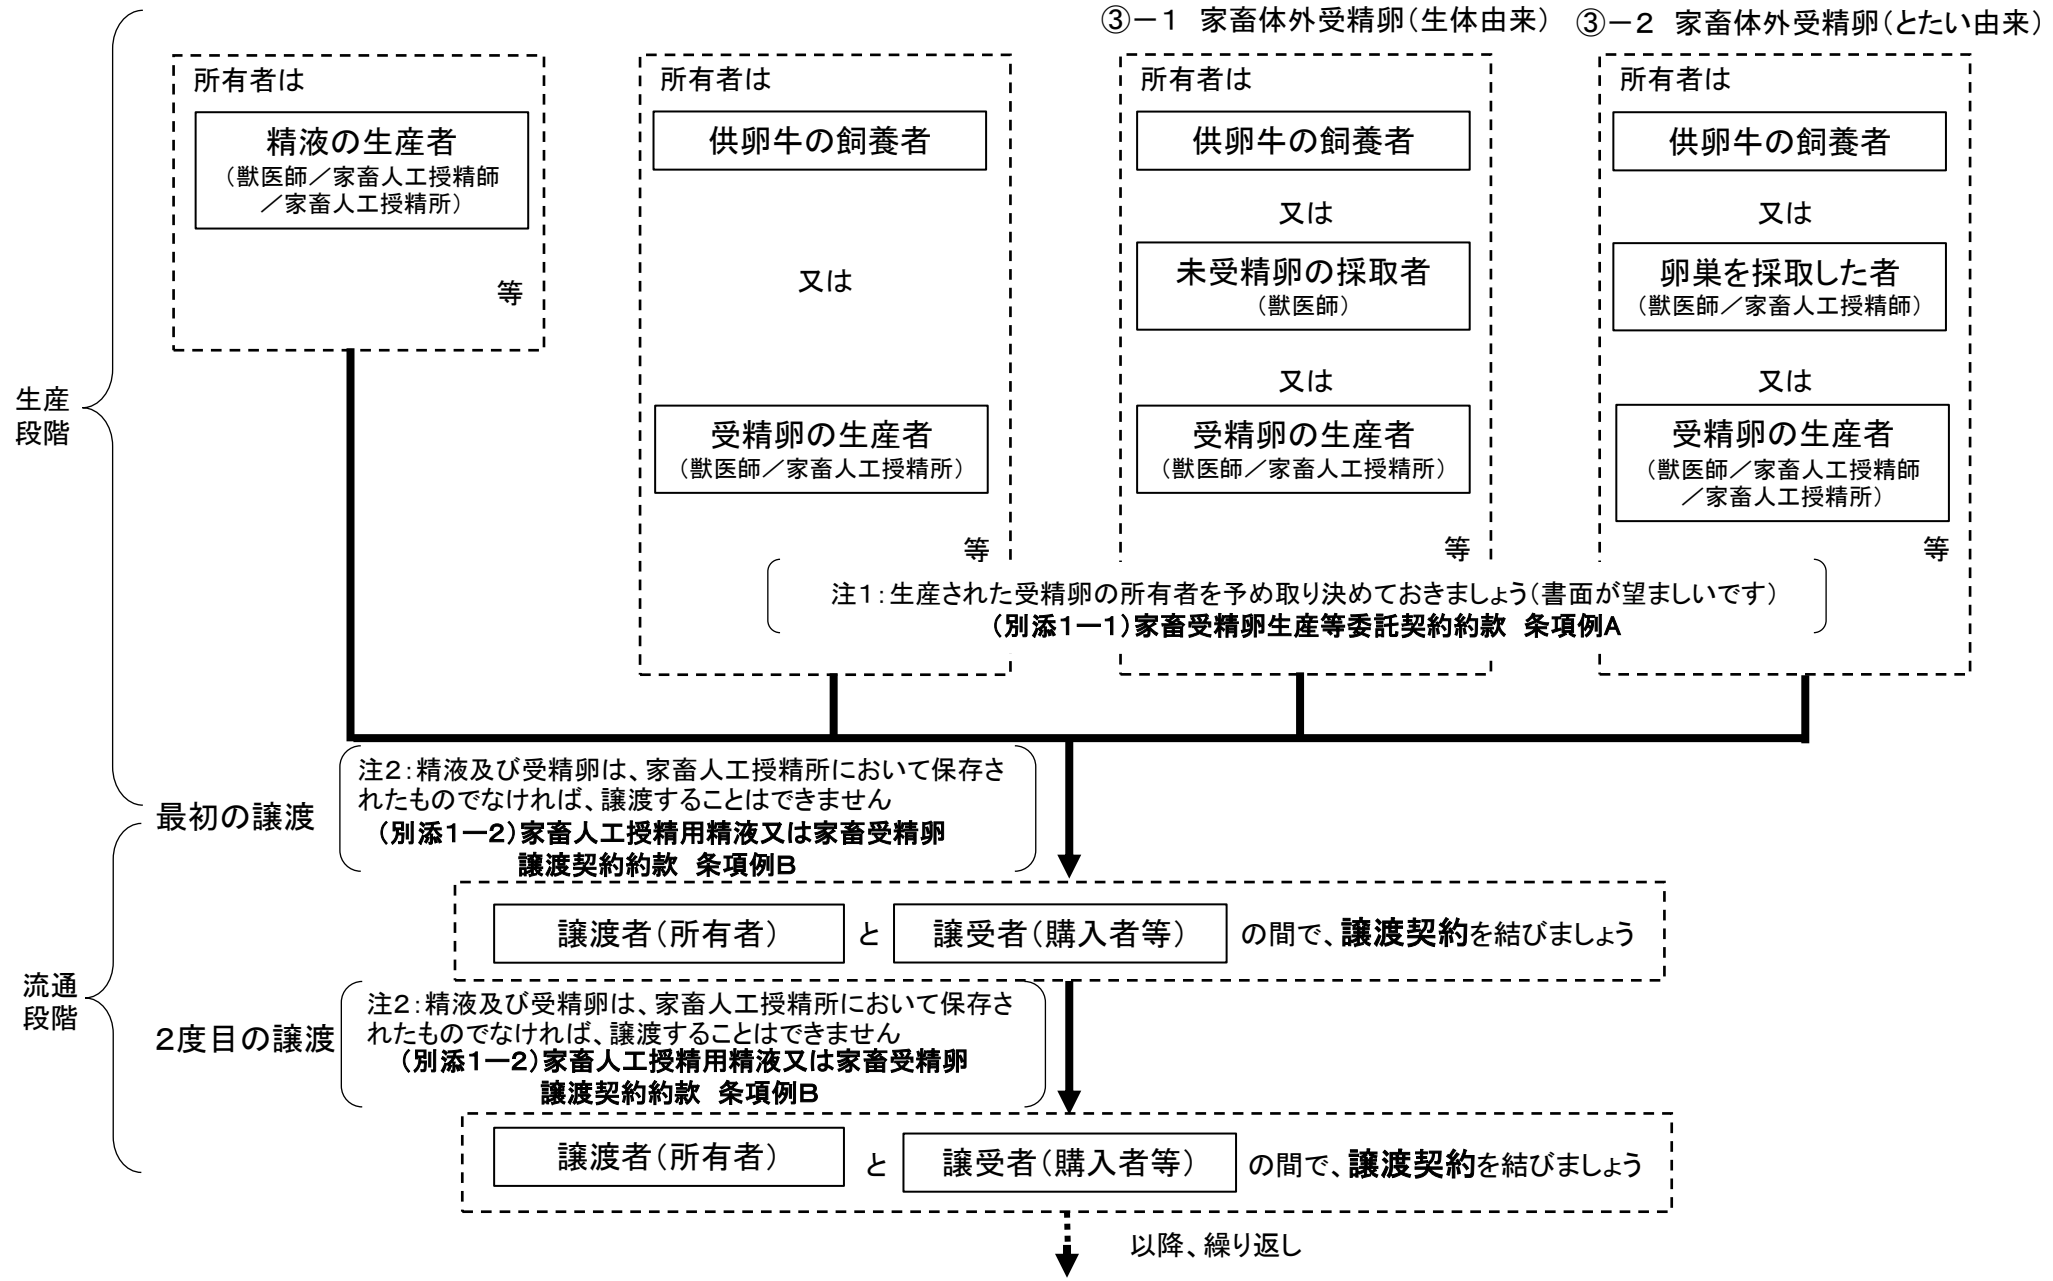 ③－１　家畜体外受精卵（生体由来）
③－２　家畜体外受精卵（とたい由来）
生産
段階
所有者は
精液の生産者
（獣医師／家畜人工授精師
／家畜人工授精所）
等
所有者は
供卵牛の飼養者
又は
受精卵の生産者
（獣医師／家畜人工授精所）
等
所有者は
供卵牛の飼養者
又は
未受精卵の採取者
（獣医師）
又は
受精卵の生産者
（獣医師／家畜人工授精所）
等
所有者は
供卵牛の飼養者
又は
卵巣を採取した者
（獣医師／家畜人工授精師）
又は
受精卵の生産者
（獣医師／家畜人工授精師
／家畜人工授精所）
等
注１：生産された受精卵の所有者を予め取り決めておきましょう（書面が望ましいです）
（別添１―１）家畜受精卵生産等委託契約約款　条項例Ａ
最初の譲渡
注２：精液及び受精卵は、家畜人工授精所において保存さ
れたものでなければ、譲渡することはできません
（別添１―２）家畜人工授精用精液又は家畜受精卵
譲渡契約約款　条項例Ｂ
譲渡者（所有者）　と　譲受者（購入者等）　の間で、譲渡契約を結びましょう
流通
段階
２度目の譲渡
注２：精液及び受精卵は、家畜人工授精所において保存さ
れたものでなければ、譲渡することはできません
（別添１―２）家畜人工授精用精液又は家畜受精卵
譲渡契約約款　条項例Ｂ
譲渡者（所有者）　と　譲受者（購入者等）　の間で、譲渡契約を結びましょう
以降、繰り返し